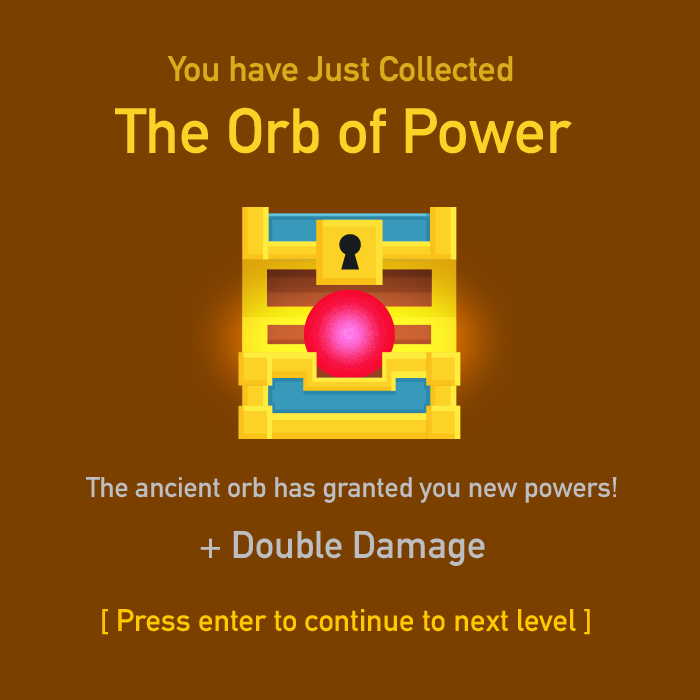 You have Just Collected
The Orb of Power
The ancient orb has granted you new powers!
+ Double Damage
[ Press enter to continue to next level ]